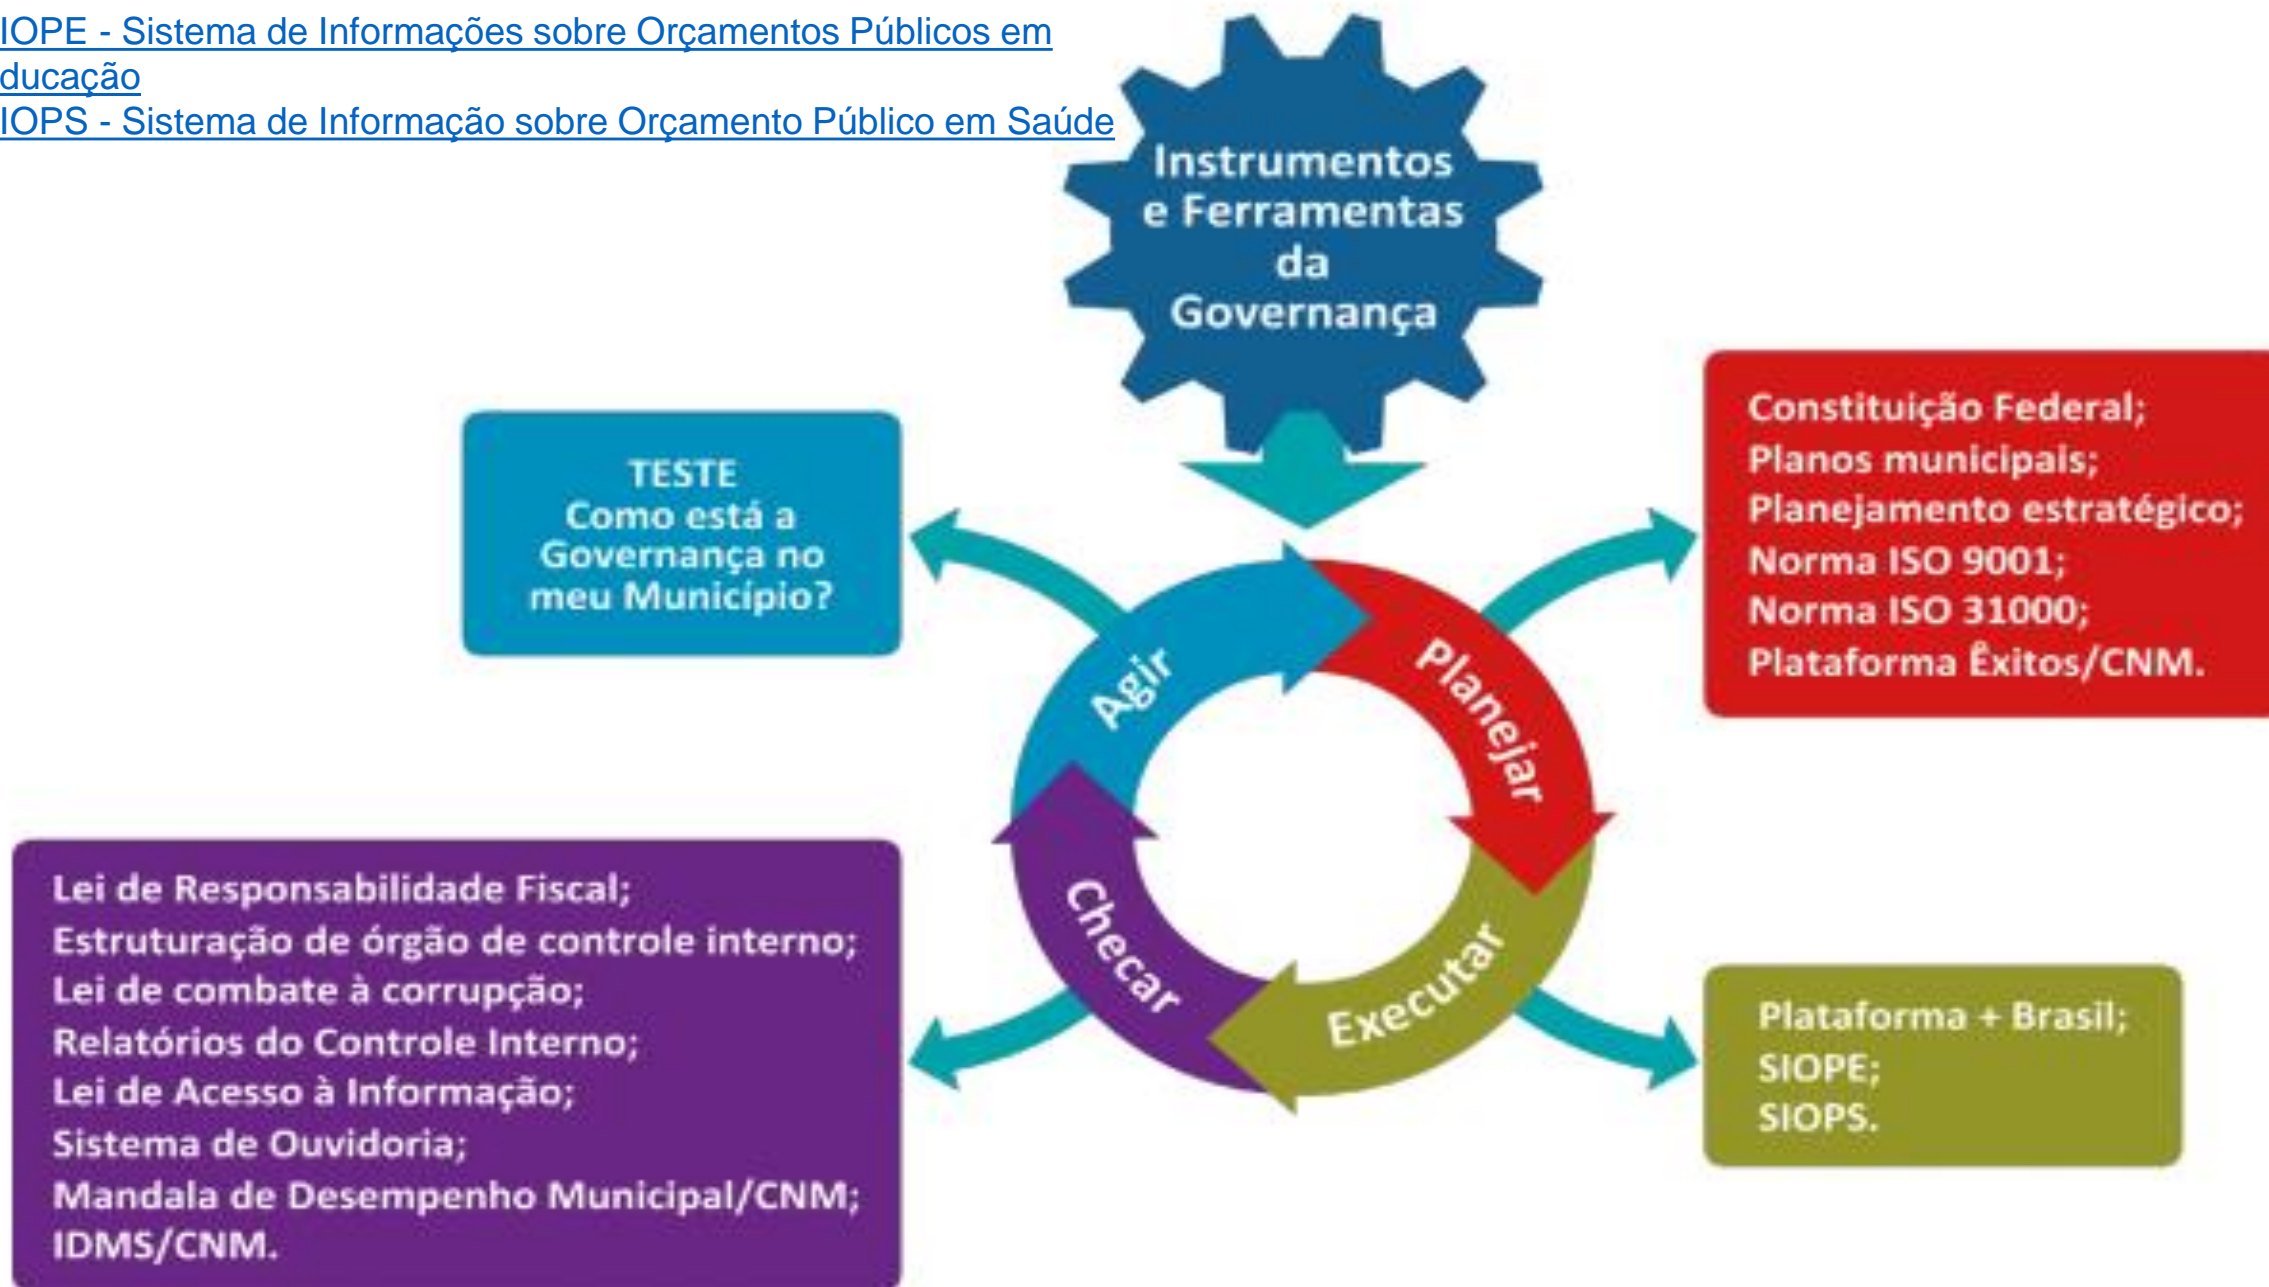 IOPE - Sistema de Informações sobre Orçamentos Públicos em
ducação
IOPS - Sistema de Informação sobre Orçamento Público em Saúde
Instrumentos
e Ferramentas
da
Governança
TESTE
Como está a
Governança no
meu Município?
Constituição Federal;
Planos municipais;
Planejamento estratégico;
Norma ISO 9001;
Norma ISO 31000;
Plataforma Êxitos/CNM.
Agir
Planejar
Checar
Executar
Lei de Responsabilidade Fiscal;
Estruturação de órgão de controle interno;
Lei de combate à corrupção;
Relatórios do Controle Interno;
Lei de Acesso à Informação;
Sistema de Ouvidoria;
Mandala de Desempenho Municipal/CNM;
IDMS/CNM.
Plataforma + Brasil;
SIOPE;
SIOPS.